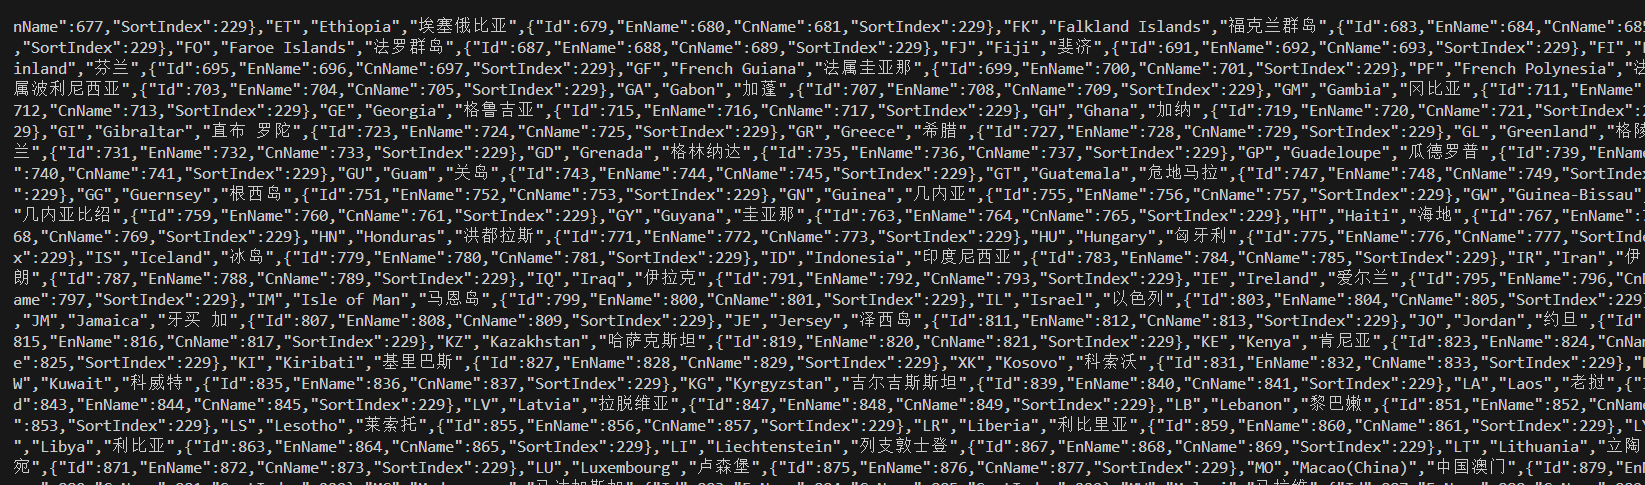 nName":677,"SortIndex":229},"ET","Ethiopia","埃塞俄比亚",{"Id":679,"EnName":680,"CnName":681,"SortIndex":229},"FK","Falkland Islands","福克兰群岛",{"Id":683,"EnName":684,"CnName":685
,"SortIndex":229},"FO","Faroe Islands","法罗群岛",{"Id":687,"EnName":688,"CnName":689,"SortIndex":229},"FJ","Fiji","斐济",{"Id":691,"EnName":692,"CnName":693,"SortIndex":229},"FI","
inland","芬兰",{"Id":695,"EnName":696,"CnName":697,"SortIndex":229},"GF","French Guiana","法属圭亚那",{"Id":699,"EnName":700,"CnName":701,"SortIndex":229},"PF","French Polynesia","法
属波利尼西亚",{"Id":703,"EnName":704,"CnName":705,"SortIndex":229},"GA","Gabon","加蓬",{"Id":707,"EnName":708,"CnName":709,"SortIndex":229},"GM","Gambia","冈比亚",{"Id":711,"EnName"
712,"CnName":713,"SortIndex":229},"GE","Georgia","格鲁吉亚",{"Id":715,"EnName":716,"CnName":717,"SortIndex":229},"GH","Ghana","加纳",{"Id":719,"EnName":720,"CnName":721,"SortIndex"
29},"GI","Gibraltar","直布 罗陀",{"Id":723,"EnName":724,"CnName":725,"SortIndex":229},"GR","Greece","希腊",{"Id":727,"EnName":728,"CnName":729,"SortIndex":229},"GL","Greenland","格陵
兰",{"Id":731,"EnName":732,"CnName":733,"SortIndex":229},"GD","Grenada","格林纳达",{"Id":735,"EnName":736,"CnName":737,"SortIndex":229},"GP","Guadeloupe","瓜德罗普",{"Id":739,"EnName
":740,"CnName":741,"SortIndex":229},"GU","Guam","关岛",{"Id":743,"EnName":744,"CnName":745,"SortIndex":229},"GT","Guatemala","危地马拉",{"Id":747,"EnName":748,"CnName":749,"SortIndex
":229},"GG","Guernsey","根西岛",{"Id":751,"EnName":752,"CnName":753,"SortIndex":229},"GN","Guinea","几内亚",{"Id":755,"EnName":756,"CnName":757,"SortIndex":229},"GW","Guinea-Bissau"
"几内亚比绍",{"Id":759,"EnName":760,"CnName":761,"SortIndex":229},"GY","Guyana","圭亚那",{"Id":763,"EnName":764,"CnName":765,"SortIndex":229},"HT","Haiti","海地",{"Id":767,"EnName":7
68,"CnName":769,"SortIndex":229},"HN","Honduras","洪都拉斯",{"Id":771,"EnName":772,"CnName":773,"SortIndex":229},"HU","Hungary","匈牙利",{"Id":775,"EnName":776,"CnName":777,"SortInde
x":229},"IS","Iceland","冰岛",{"Id":779,"EnName":780,"CnName":781,"SortIndex":229},"ID","Indonesia","印度尼西亚",{"Id":783,"EnName":784,"CnName":785,"SortIndex":229},"IR","Iran","伊
朗",{"Id":787,"EnName":788,"CnName":789,"SortIndex":229},"IQ","Iraq","伊拉克",{"Id":791,"EnName":792,"CnName":793,"SortIndex":229},"IE","Ireland","爱尔兰",{"Id":795,"EnName":796,"Cn
ame":797,"SortIndex":229},"IM","Isle of Man","马恩岛",{"Id":799,"EnName":800,"CnName":801,"SortIndex":229},"IL","Israel","以色列",{"Id":803,"EnName":804,"CnName":805,"SortIndex":229
,"JM","Jamaica","牙买 加",{"Id":807,"EnName":808,"CnName":809,"SortIndex":229},"JE","Jersey","泽西岛",{"Id":811,"EnName":812,"CnName":813,"SortIndex":229},"JO","Jordan","约旦",{"Id"
815,"EnName":816,"CnName":817,"SortIndex":229},"KZ","Kazakhstan","哈萨克斯坦",{"Id":819,"EnName":820,"CnName":821,"SortIndex":229},"KE","Kenya","肯尼亚",{"Id":823,"EnName":824,"CnNam
e":825,"SortIndex":229},"KI","Kiribati","基里巴斯",{"Id":827,"EnName":828,"CnName":829,"SortIndex":229},"XK","Kosovo","科索沃",{"Id":831,"EnName":832,"CnName":833,"SortIndex":229},"
W","Kuwait","科威特",{"Id":835,"EnName":836,"CnName":837,"SortIndex":229},"KG","Kyrgyzstan","吉尔吉斯斯坦",{"Id":839,"EnName":840,"CnName":841,"SortIndex":229},"LA","Laos","老挝",{"
d":843,"EnName":844,"CnName":845,"SortIndex":229},"LV","Latvia","拉脱维亚",{"Id":847,"EnName":848,"CnName":849,"SortIndex":229},"LB","Lebanon","黎巴嫩",{"Id":851,"EnName":852,"CnName
":853,"SortIndex":229},"LS","Lesotho","莱索托",{"Id":855,"EnName":856,"CnName":857,"SortIndex":229},"LR","Liberia","利比里亚",{"Id":859,"EnName":860,"CnName":861,"SortIndex":229},"LY
","Libya","利比亚",{"Id":863,"EnName":864,"CnName":865,"SortIndex":229},"LI","Liechtenstein","列支敦士登",{"Id":867,"EnName":868,"CnName":869,"SortIndex":229},"LT","Lithuania","立陶
宛",{"Id":871,"EnName":872,"CnName":873,"SortIndex":229},"LU","Luxembourg","卢森堡",{"Id":875,"EnName":876,"CnName":877,"SortIndex":229},"MO","Macao(China)","中国澳门",{"Id":879,"EnN